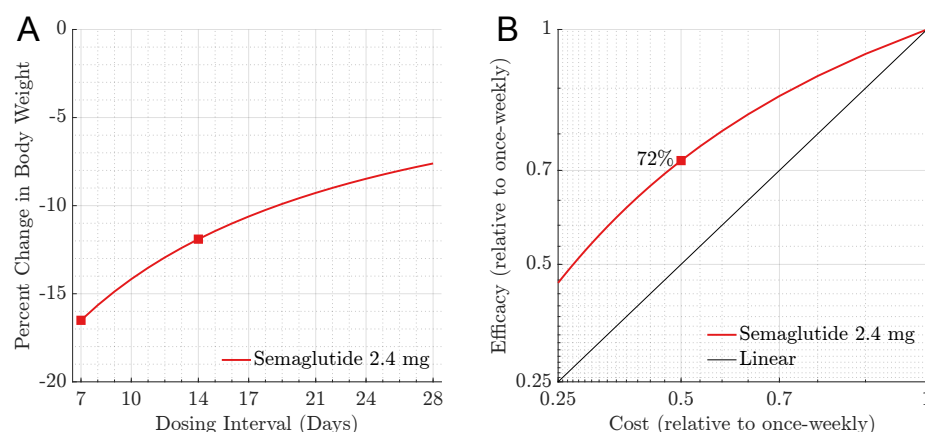 A
Percent Change in Body Weight
0
-5
-10
-15
-20
7
10
14
17
21
24
28
Dosing Interval (Days)
Semaglutide 2.4 mg
B
Efficacy (relative to once-weekly)
1
0.7
0.5
0.25
0.25
0.5
0.7
1
Cost (relative to once-weekly)
72%
Semaglutide 2.4 mg
Linear